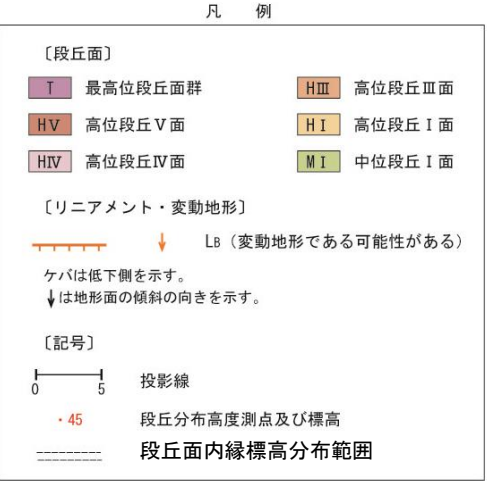 凡　例
〔段丘面〕
T 最高位段丘面群
HⅢ 高位段丘Ⅲ面
HⅤ 高位段丘Ⅴ面
HⅠ 高位段丘Ⅰ面
HⅣ 高位段丘Ⅳ面
MⅠ 中位段丘Ⅰ面
〔リニアメント・変動地形〕
LB（変動地形である可能性がある）
ケバは低下側を示す。
↓は地形面の傾斜の向きを示す。
〔記号〕
0 5 投影線
・45 段丘分布高度測点及び標高
段丘面内縁標高分布範囲